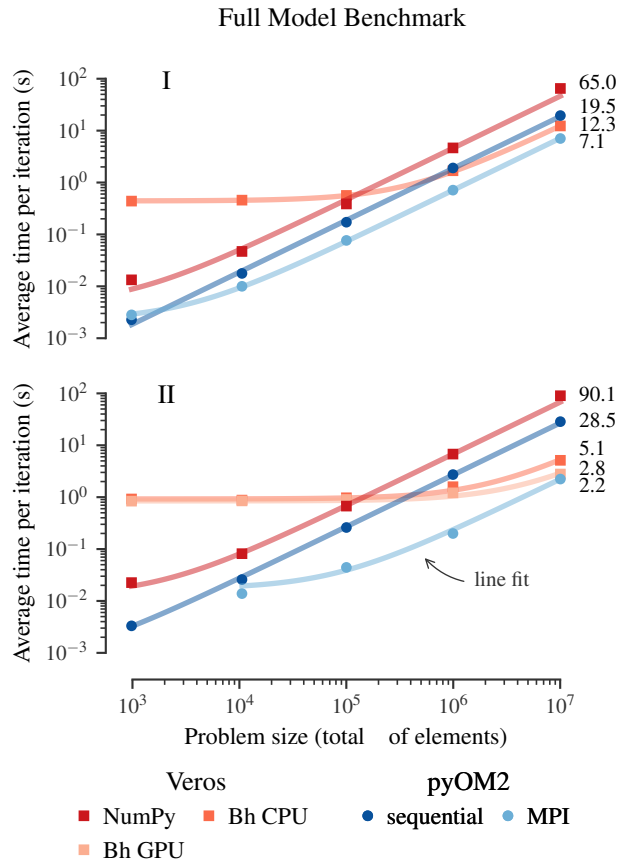 Full Model Benchmark
I
Average time per iteration (s)
10^2
10^1
10^0
10^-1
10^-2
10^-3
65.0
19.5
12.3
7.1
II
Average time per iteration (s)
10^2
10^1
10^0
10^-1
10^-2
10^-3
90.1
28.5
5.1
2.8
2.2
line fit
10^3 10^4 10^5 10^6 10^7
Problem size (total of elements)
Veros pyOM2
NumPy Bh CPU sequential MPI
Bh GPU